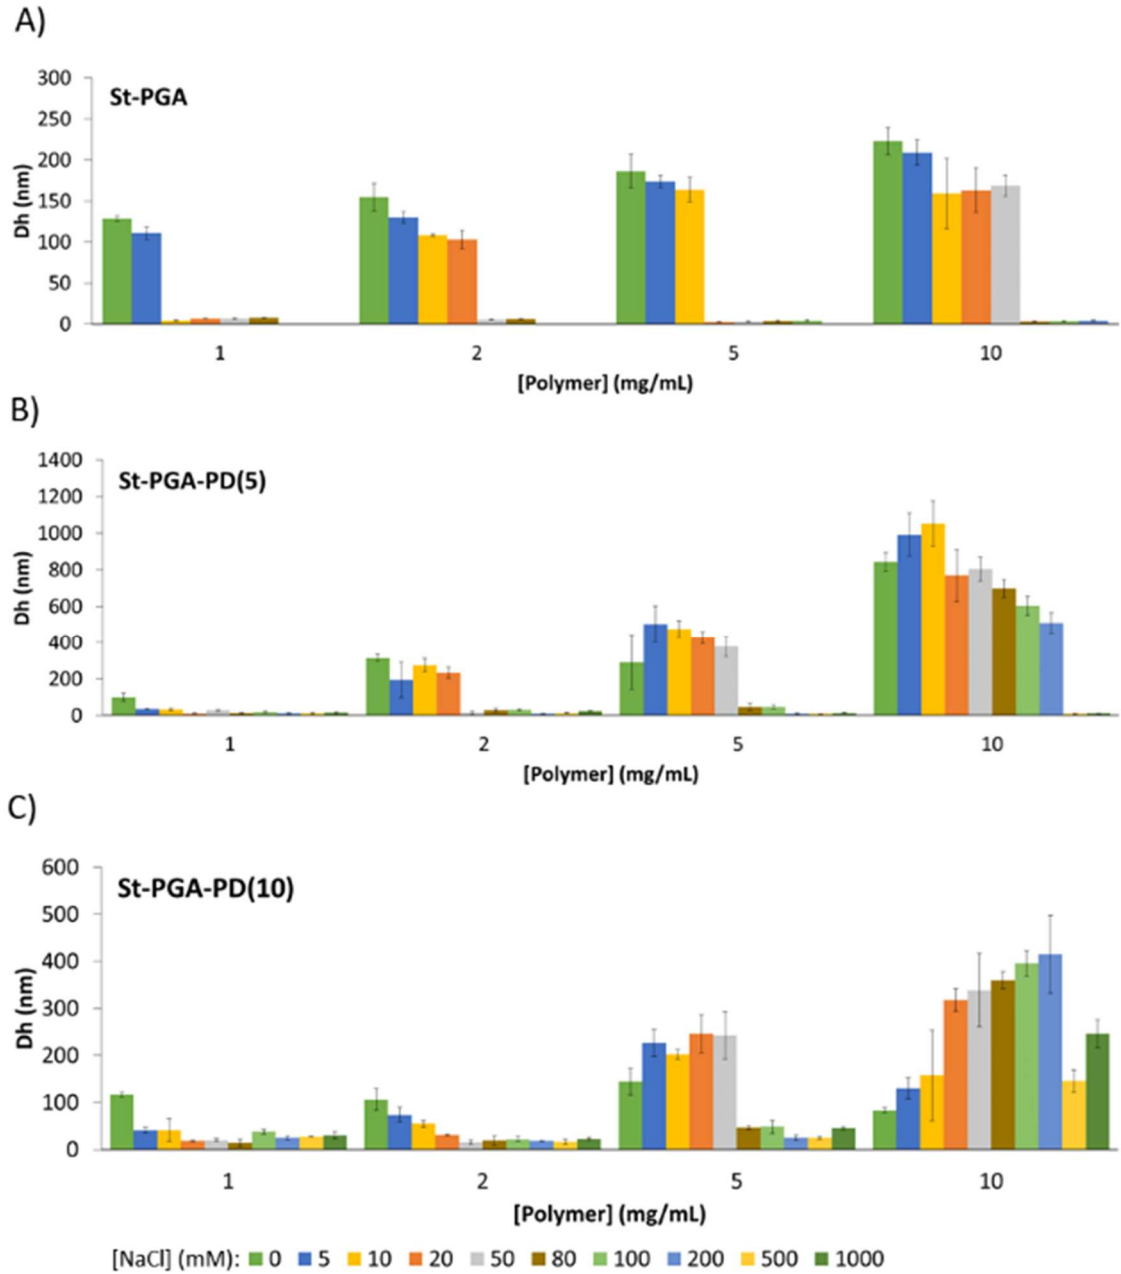 A)
300
St-PGA
250
200
150
100
50
0
Dh (nm)
1 2 5 10
[Polymer] (mg/mL)
B)
1400
St-PGA-PD(5)
1200
1000
800
600
400
200
0
Dh (nm)
1 2 5 10
[Polymer] (mg/mL)
C)
600
St-PGA-PD(10)
500
400
300
200
100
0
Dh (nm)
1 2 5 10
[Polymer] (mg/mL)
[NaCl] (mM): 0 5 10 20 50 80 100 200 500 1000